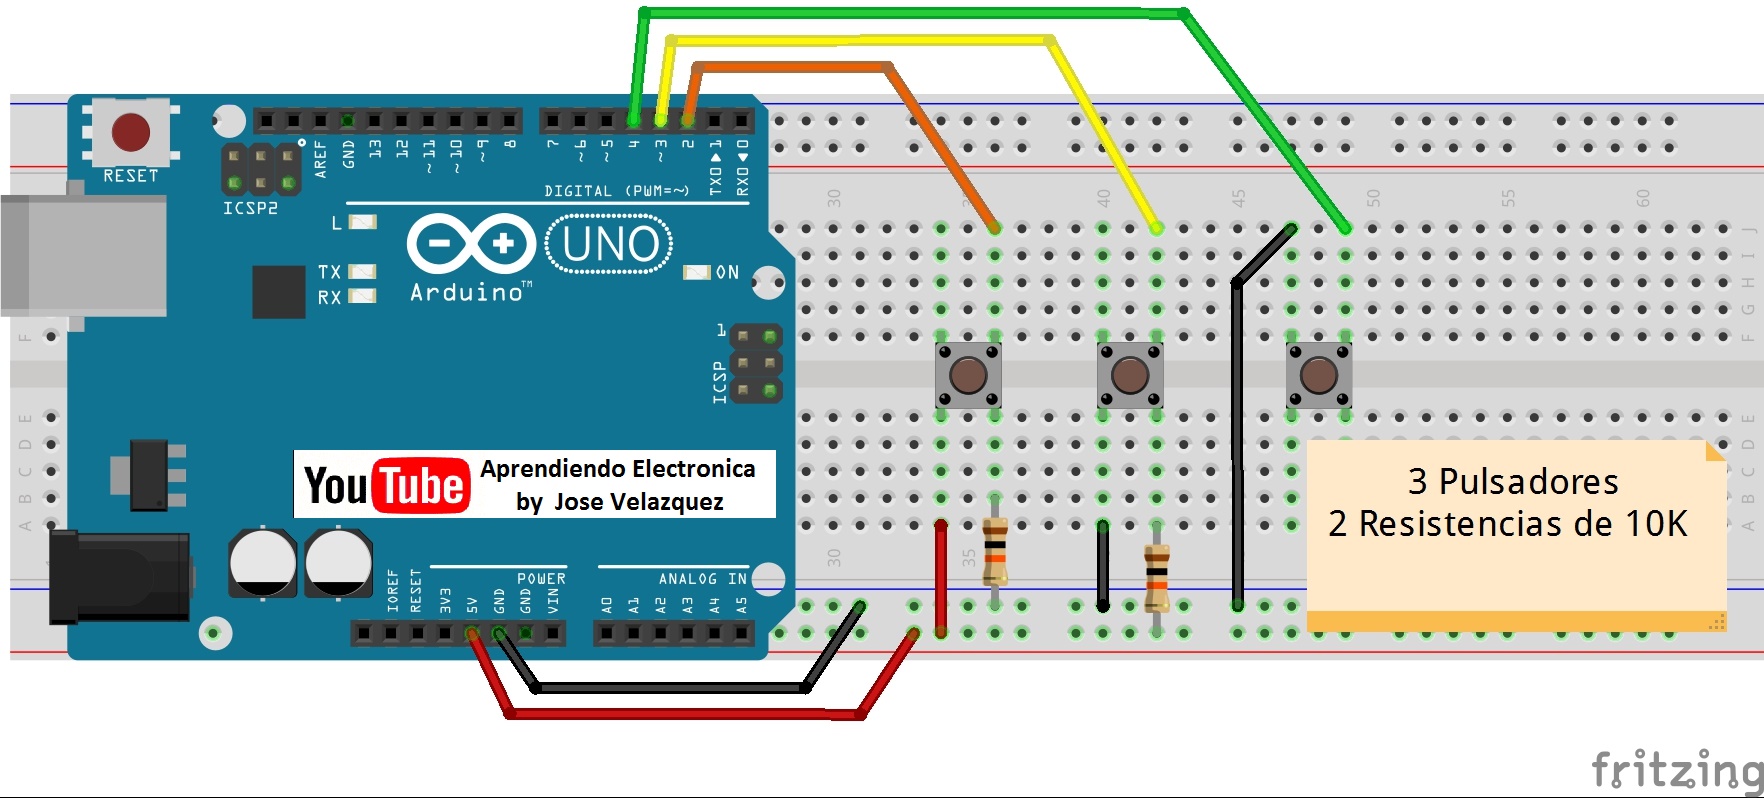 RESET
ICSP2
AREF
GND
13
12
~11
~10
~9
8
7
~6
~5
4
~3
2
TX0▶1
RX0◀0
DIGITAL (PWM=~)
L
TX
RX
UNO
Arduino™
ON
1
ICSP
30
40
45
50
55
60
J
I
H
G
F
F
E
D
C
B
A
E
B
A
YouTube
Aprendiendo Electronica
by Jose Velazquez
3 Pulsadores
2 Resistencias de 10K
30
35
POWER
ANALOG IN
IOREF
RESET
3V3
5V
GND
GND
VIN
A0
A1
A2
A3
A4
A5
fritzing